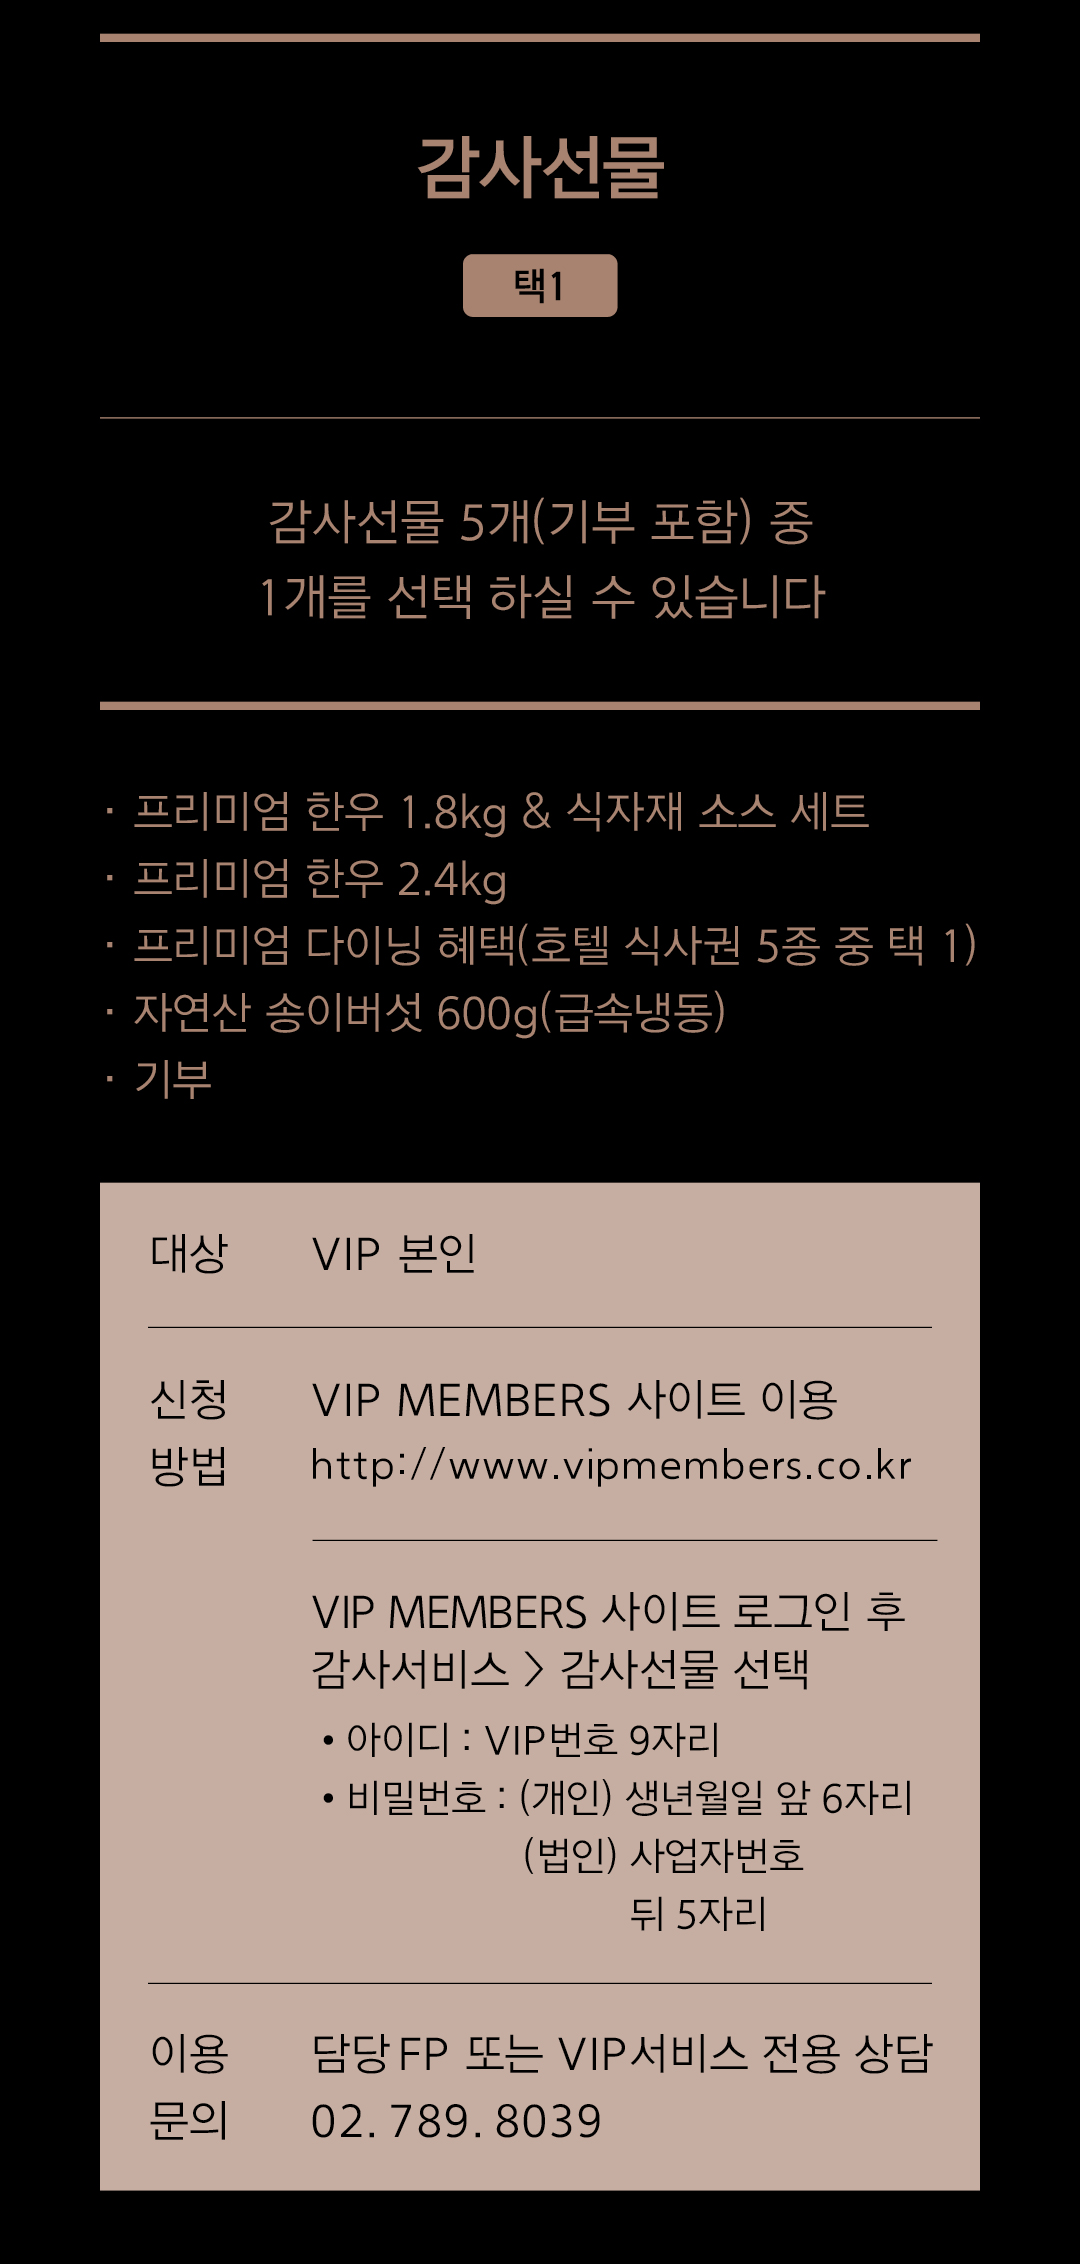 감사선물
택1
감사선물 5개(기부 포함) 중
1개를 선택 하실 수 있습니다
· 프리미엄 한우 1.8kg & 식자재 소스 세트
· 프리미엄 한우 2.4kg
· 프리미엄 다이닝 혜택(호텔 식사권 5종 중 택 1)
· 자연산 송이버섯 600g(급속냉동)
· 기부
대상 VIP 본인
신청 VIP MEMBERS 사이트 이용
방법 http://www.vipmembers.co.kr
VIP MEMBERS 사이트 로그인 후
감사서비스 > 감사선물 선택
• 아이디 : VIP번호 9자리
• 비밀번호 : (개인) 생년월일 앞 6자리
(법인) 사업자번호
뒤 5자리
이용 담당 FP 또는 VIP서비스 전용 상담
문의 02. 789. 8039